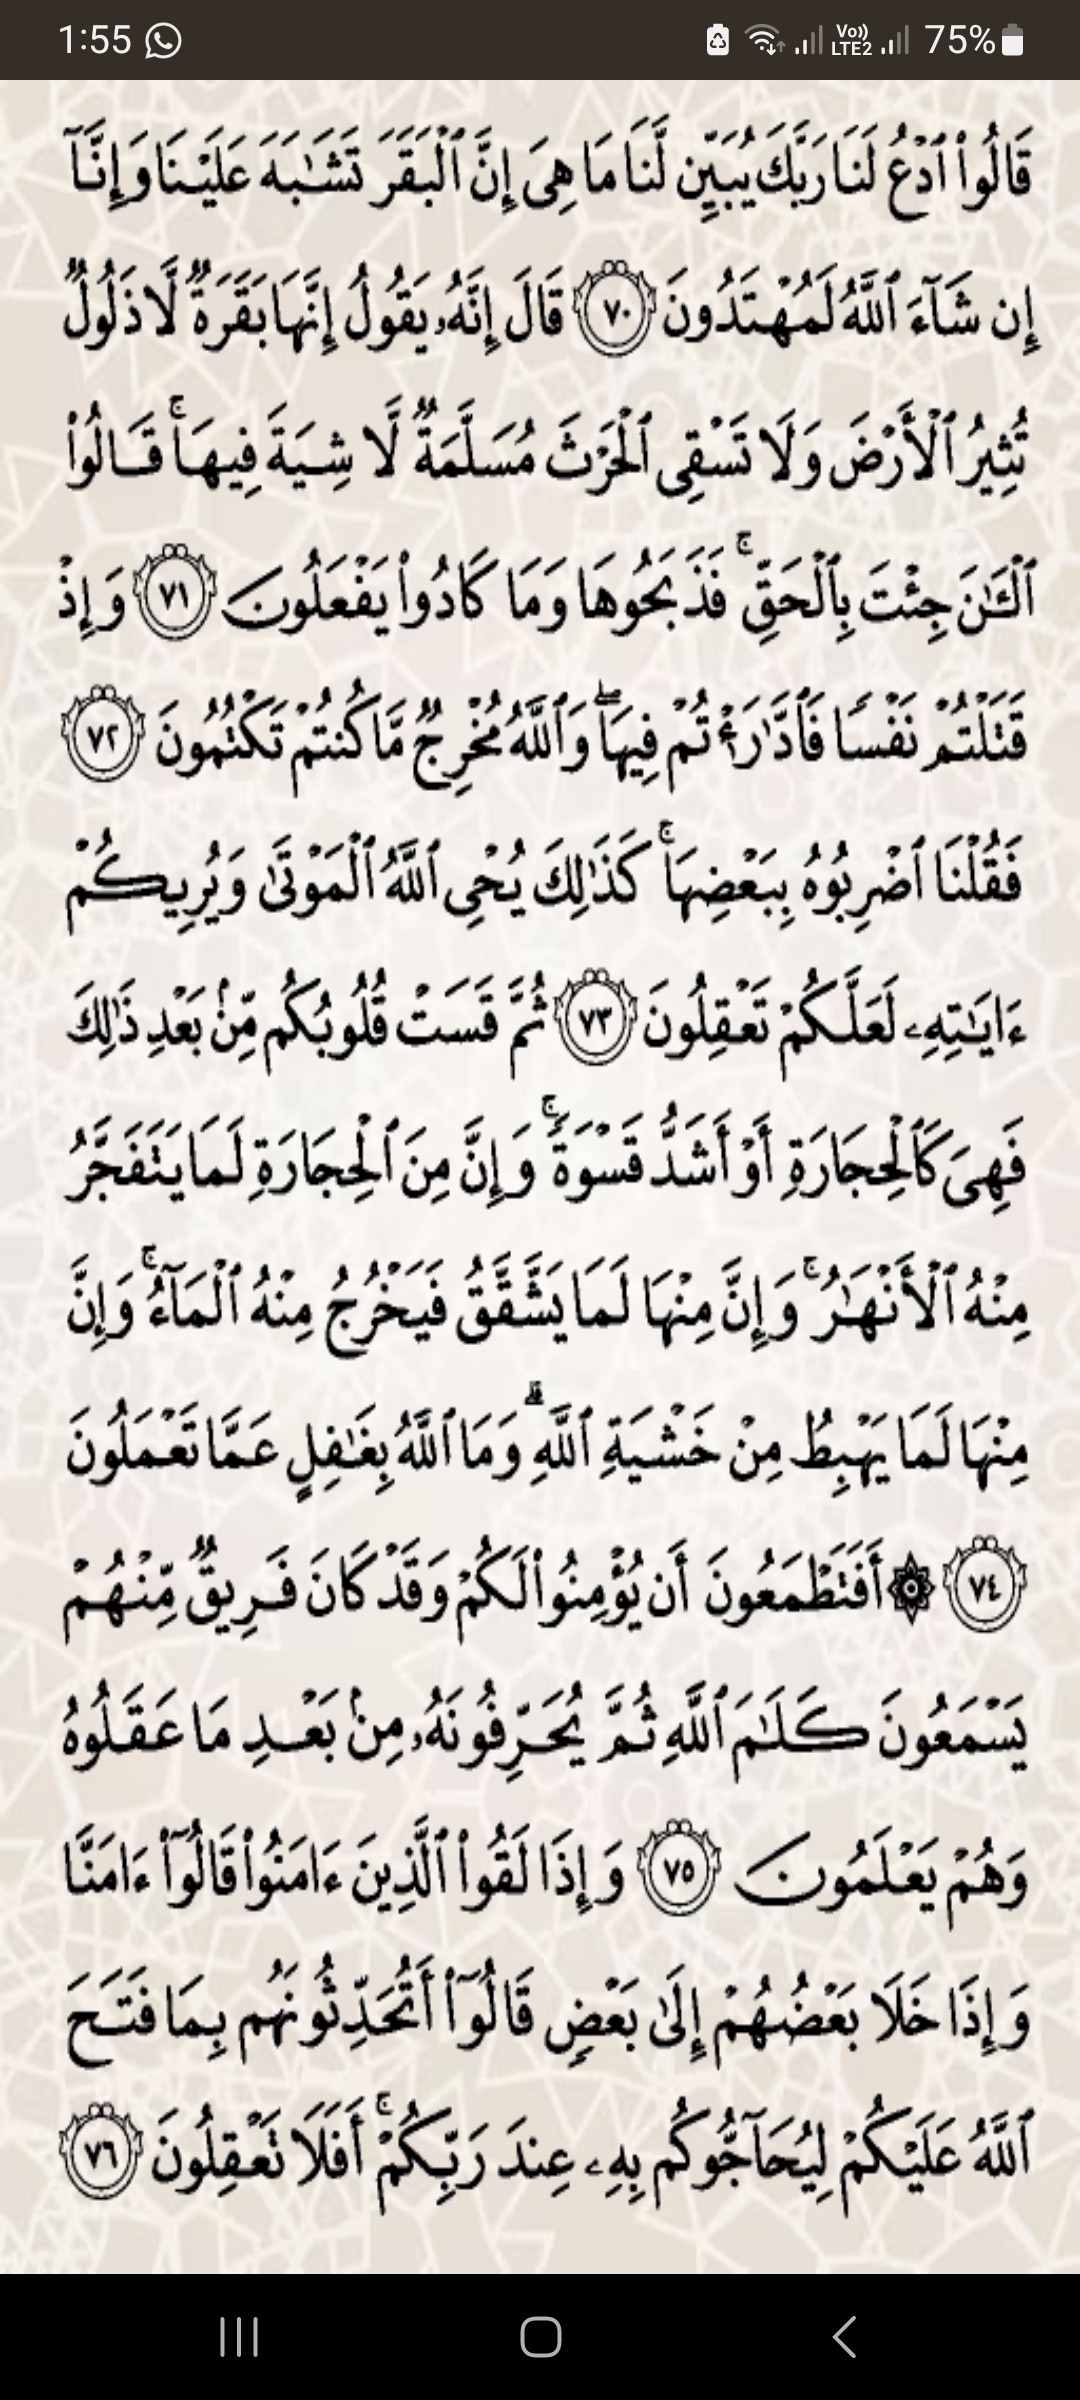 1:55 Vo)) LTE2 75%
قَالُوا۟ ٱدْعُ لَنَا رَبَّكَ يُبَيِّن لَّنَا مَا هِىَ إِنَّ ٱلْبَقَرَ تَشَـٰبَهَ عَلَيْنَا وَإِنَّآ
إِن شَآءَ ٱللَّهُ لَمُهْتَدُونَ ٧٠ قَالَ إِنَّهُۥ يَقُولُ إِنَّهَا بَقَرَةٌ لَّا ذَلُولٌ
تُثِيرُ ٱلْأَرْضَ وَلَا تَسْقِى ٱلْحَرْثَ مُسَلَّمَةٌ لَّا شِيَةَ فِيهَا ۚ قَالُوا۟
ٱلْـَٔـٰنَ جِئْتَ بِٱلْحَقِّ ۚ فَذَبَحُوهَا وَمَا كَادُوا۟ يَفْعَلُونَ ٧١ وَإِذْ
قَتَلْتُمْ نَفْسًا فَٱدَّٰرَْٰٔتُمْ فِيهَا ۖ وَٱللَّهُ مُخْرِجٌ مَّا كُنتُمْ تَكْتُمُونَ ٧٢
فَقُلْنَا ٱضْرِبُوهُ بِبَعْضِهَا ۚ كَذَٰلِكَ يُحْىِ ٱللَّهُ ٱلْمَوْتَىٰ وَيُرِيكُمْ
ءَايَـٰتِهِۦ لَعَلَّكُمْ تَعْقِلُونَ ٧٣ ثُمَّ قَسَتْ قُلُوبُكُم مِّنۢ بَعْدِ ذَٰلِكَ
فَهِىَ كَٱلْحِجَارَةِ أَوْ أَشَدُّ قَسْوَةً ۚ وَإِنَّ مِنَ ٱلْحِجَارَةِ لَمَا يَتَفَجَّرُ
مِنْهُ ٱلْأَنْهَـٰرُ ۚ وَإِنَّ مِنْهَا لَمَا يَشَّقَّقُ فَيَخْرُجُ مِنْهُ ٱلْمَآءُ ۚ وَإِنَّ
مِنْهَا لَمَا يَهْبِطُ مِنْ خَشْيَةِ ٱللَّهِ ۗ وَمَا ٱللَّهُ بِغَـٰفِلٍ عَمَّا تَعْمَلُونَ
٧٤ ۞ أَفَتَطْمَعُونَ أَن يُؤْمِنُوا۟ لَكُمْ وَقَدْ كَانَ فَرِيقٌ مِّنْهُمْ
يَسْمَعُونَ كَلَـٰمَ ٱللَّهِ ثُمَّ يُحَرِّفُونَهُۥ مِنۢ بَعْدِ مَا عَقَلُوهُ
وَهُمْ يَعْلَمُونَ ٧٥ وَإِذَا لَقُوا۟ ٱلَّذِينَ ءَامَنُوا۟ قَالُوٓا۟ ءَامَنَّا
وَإِذَا خَلَا بَعْضُهُمْ إِلَىٰ بَعْضٍ قَالُوٓا۟ أَتُحَدِّثُونَهُم بِمَا فَتَحَ
ٱللَّهُ عَلَيْكُمْ لِيُحَآجُّوكُم بِهِۦ عِندَ رَبِّكُمْ ۚ أَفَلَا تَعْقِلُونَ ٧٦